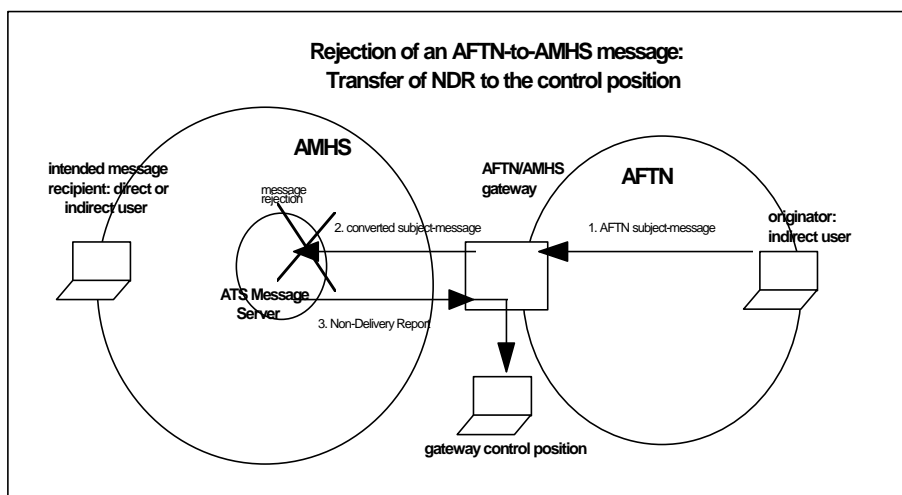 Rejection of an AFTN-to-AMHS message:
Transfer of NDR to the control position
AMHS
AFTN/AMHS
gateway
AFTN
intended message
recipient: direct or
indirect user
message
rejection
originator:
indirect user
2. converted subject-message
1. AFTN subject-message
ATS Message
Server
3. Non-Delivery Report
gateway control position